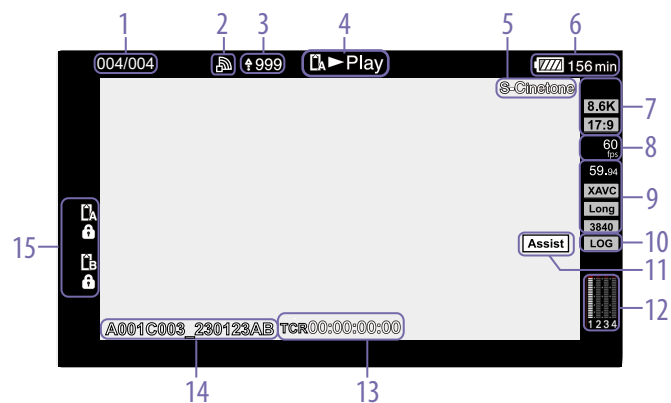 1 2 3 4 5 6
004/004 999 A Play 156 min
S-Cinetone
8.6K 7
17:9
60 fps 8
59.94
XAVC 9
Long
3840
15 A
B
Assist LOG 10
11
1 2 3 4 12
A001C003_230123AB TCR00:00:00:00
14 13